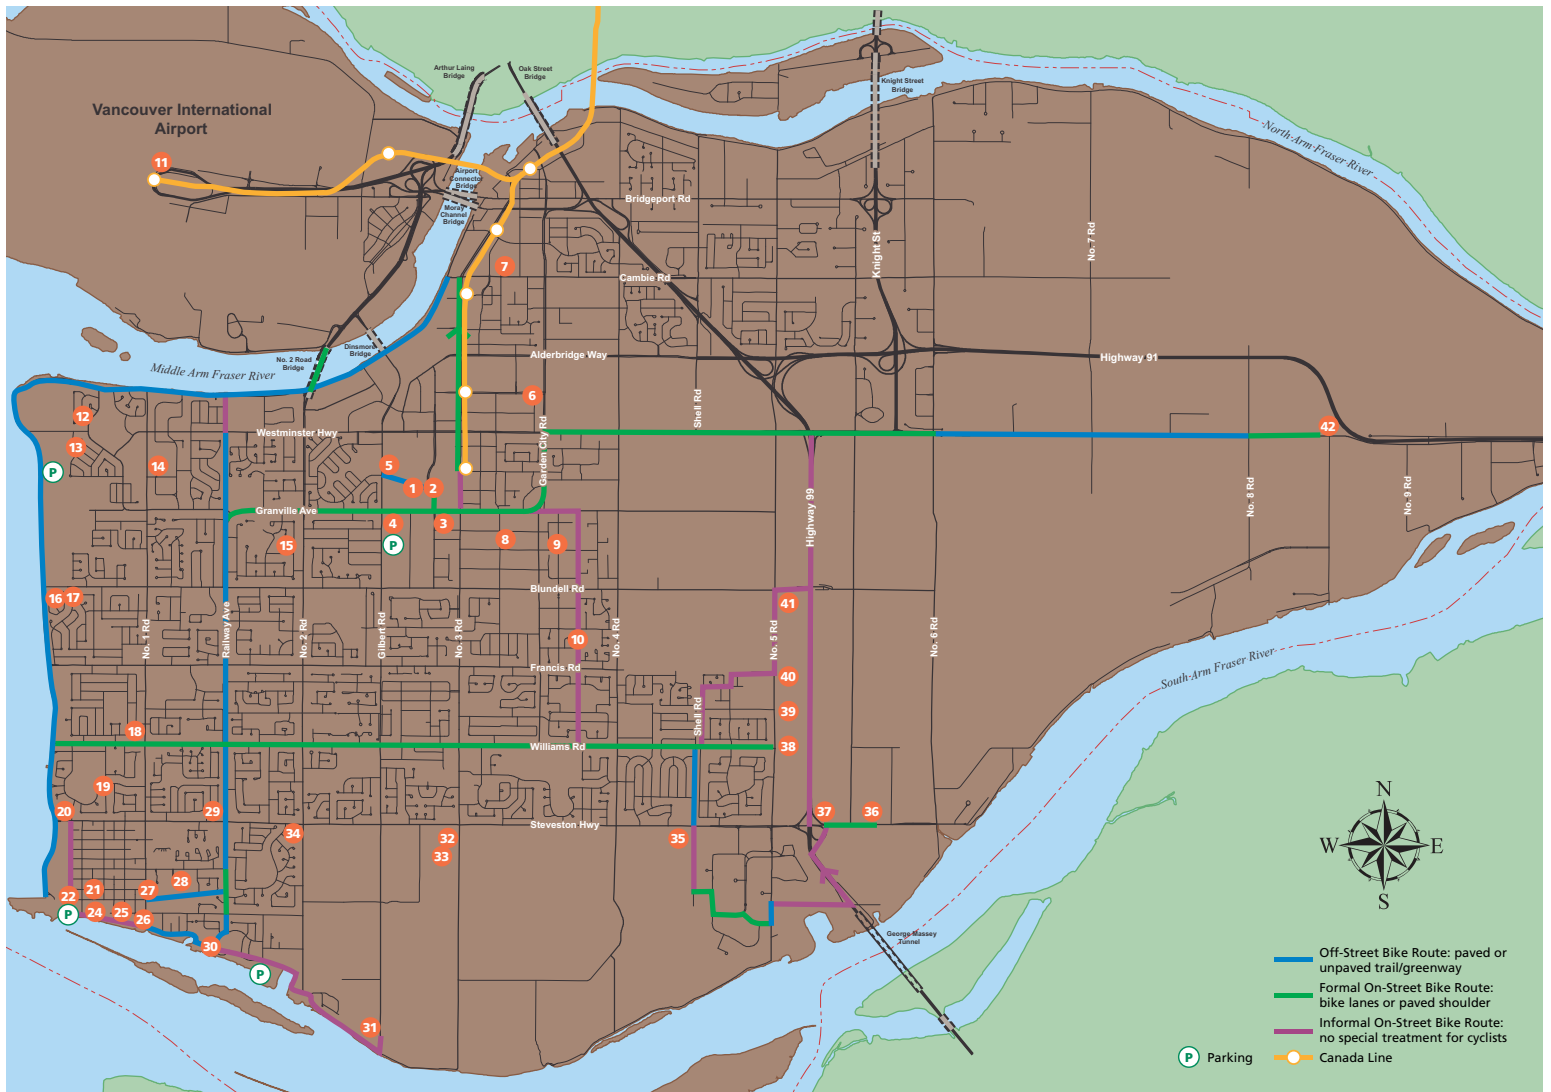 Arthur Laing
Bridge
Oak Street
Bridge
Knight Street
Bridge
Vancouver International
Airport
North Arm Fraser River
11
Airport
Connector
Bridge
Moray
Channel
Bridge
Bridgeport Rd
Knight St
No. 7 Rd
7
Cambie Rd
No. 2 Road
Bridge
Dinsmore
Bridge
Middle Arm Fraser River
Alderbridge Way
Highway 91
6
Shell Rd
12
Westminster Hwy
Garden City Rd
42
13
14
P
5
1
2
Highway 99
No. 8 Rd
No. 9 Rd
Granville Ave
4
3
8
9
15
P
16
17
Blundell Rd
41
No. 1 Rd
Railway Ave
No. 2 Rd
Gilbert Rd
No. 3 Rd
10
No. 4 Rd
No. 5 Rd
No. 6 Rd
Francis Rd
40
South Arm Fraser River
39
Shell Rd
18
Williams Rd
38
19
20
29
37
36
Steveston Hwy
34
32
35
33
28
27
21
22
24
25
26
P
30
P
31
George Massey
Tunnel
N
W
E
S
Off-Street Bike Route: paved or
unpaved trail/greenway
Formal On-Street Bike Route:
bike lanes or paved shoulder
Informal On-Street Bike Route:
no special treatment for cyclists
P Parking
Canada Line